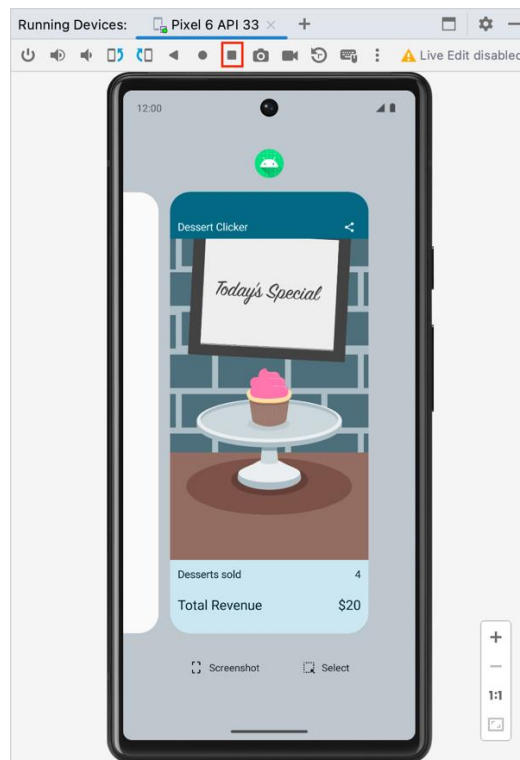 Running Devices: Pixel 6 API 33
Live Edit disabled
12:00
Dessert Clicker
Today's Special
Desserts sold 4
Total Revenue $20
Screenshot Select
1:1